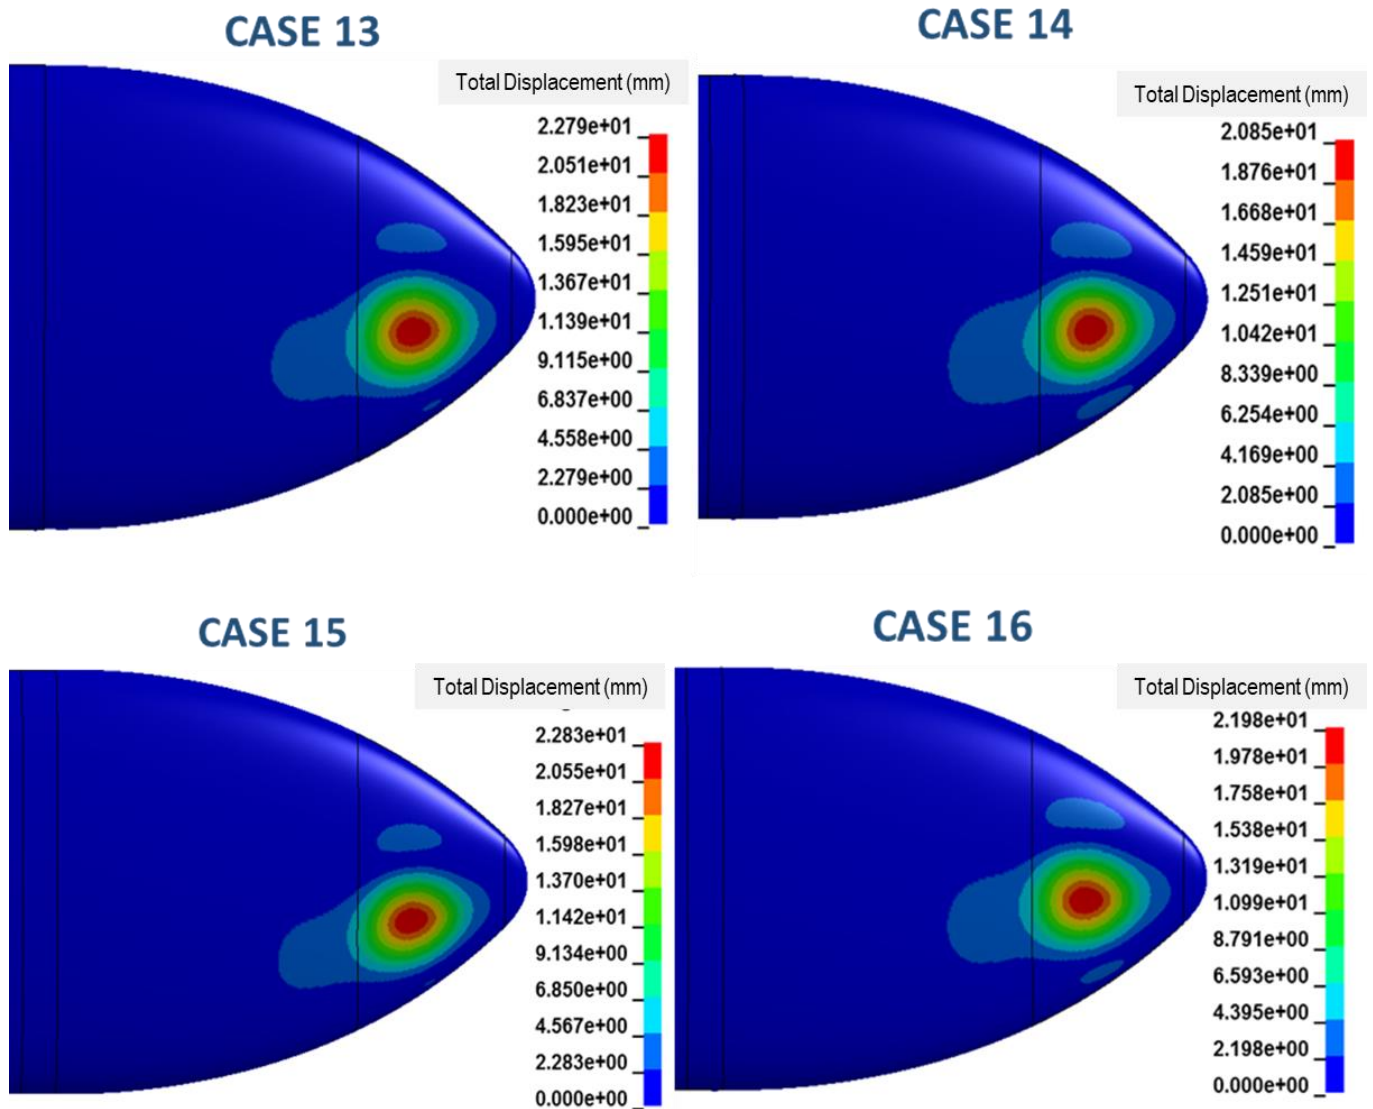 CASE 13
Total Displacement (mm)
2.279e+01
2.051e+01
1.823e+01
1.595e+01
1.367e+01
1.139e+01
9.115e+00
6.837e+00
4.558e+00
2.279e+00
0.000e+00
CASE 14
Total Displacement (mm)
2.085e+01
1.876e+01
1.668e+01
1.459e+01
1.251e+01
1.042e+01
8.339e+00
6.254e+00
4.169e+00
2.085e+00
0.000e+00
CASE 15
Total Displacement (mm)
2.283e+01
2.055e+01
1.827e+01
1.598e+01
1.370e+01
1.142e+01
9.134e+00
6.850e+00
4.567e+00
2.283e+00
0.000e+00
CASE 16
Total Displacement (mm)
2.198e+01
1.978e+01
1.758e+01
1.538e+01
1.319e+01
1.099e+01
8.791e+00
6.593e+00
4.395e+00
2.198e+00
0.000e+00